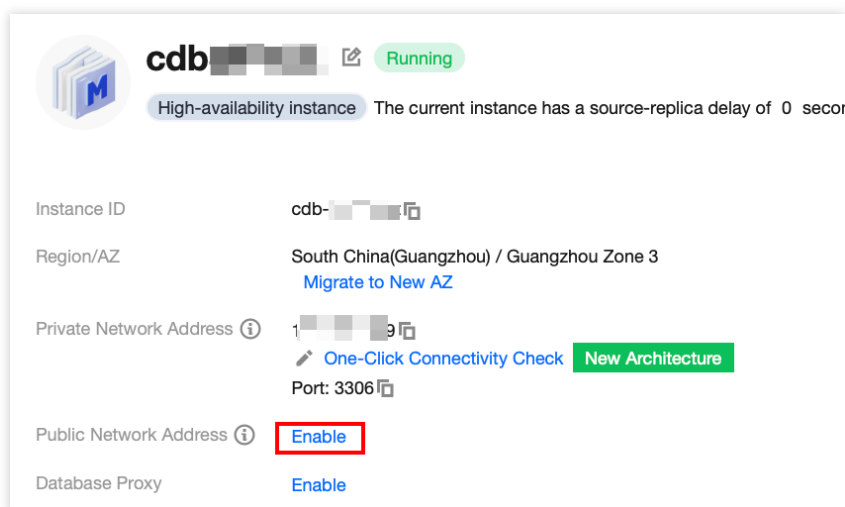 cdb
Running
High-availability instance The current instance has a source-replica delay of 0
Instance ID cdb-
Region/AZ South China(Guangzhou) / Guangzhou Zone 3
Migrate to New AZ
Private Network Address 1 9
One-Click Connectivity Check New Architecture
Port: 3306
Public Network Address Enable
Database Proxy Enable